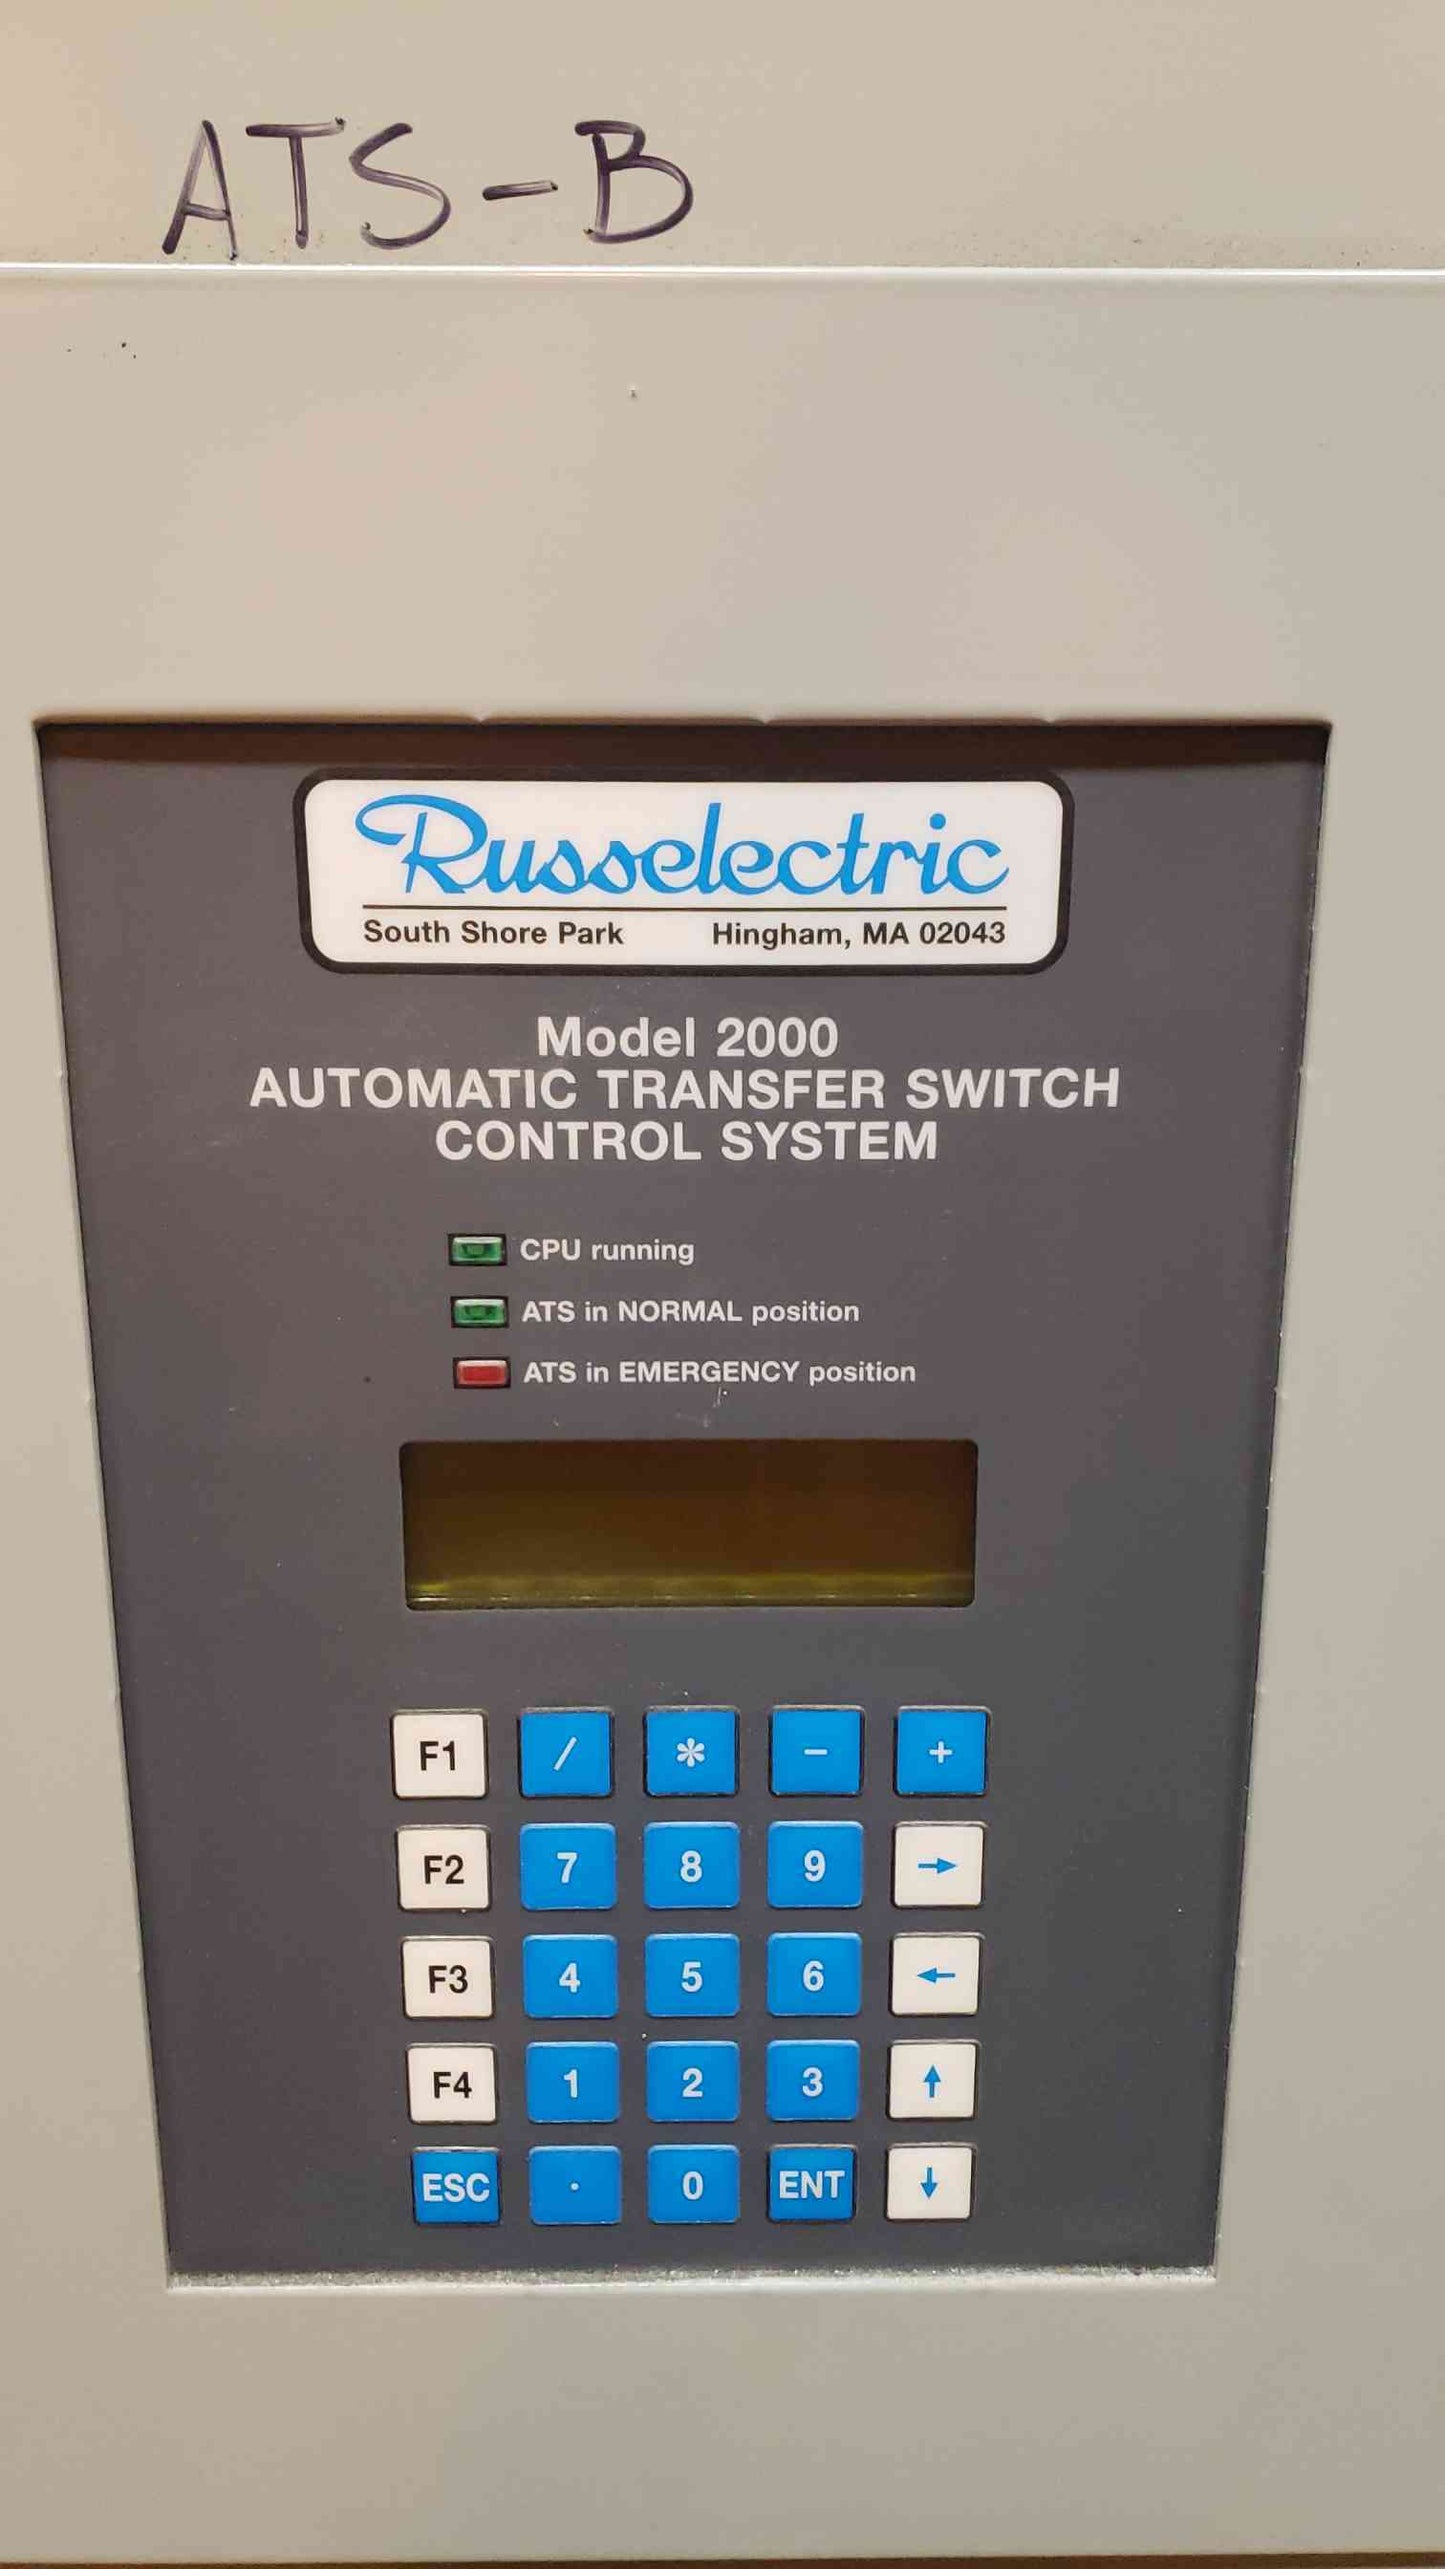 ATS-B
Russelectric
South Shore Park Hingham, MA 02043
Model 2000
AUTOMATIC TRANSFER SWITCH
CONTROL SYSTEM
CPU running
ATS in NORMAL position
ATS in EMERGENCY position
F1 / * - +
F2 7 8 9 →
F3 4 5 6 ←
F4 1 2 3 ↑
ESC . 0 ENT ↓